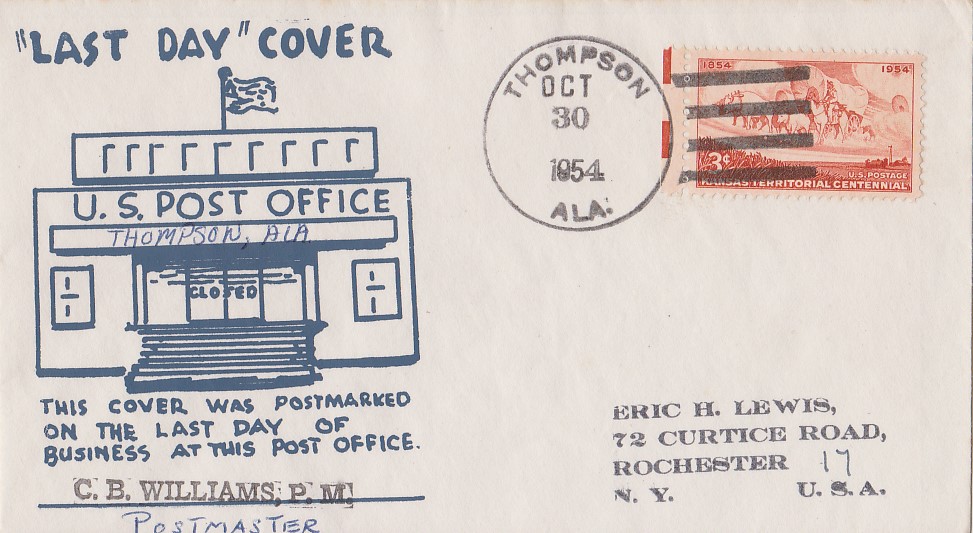 "LAST DAY" COVER
U.S. POST OFFICE
THOMPSON, ALA
CLOSED
THIS COVER WAS POSTMARKED
ON THE LAST DAY OF
BUSINESS AT THIS POST OFFICE.
C. B. WILLIAMS, P. M.
POSTMASTER
THOMPSON
OCT
30
1954
ALA.
1854 1954
3¢
U.S. POSTAGE
KANSAS TERRITORIAL CENTENNIAL
ERIC H. LEWIS,
72 CURTICE ROAD,
ROCHESTER 17
N. Y. U. S. A.